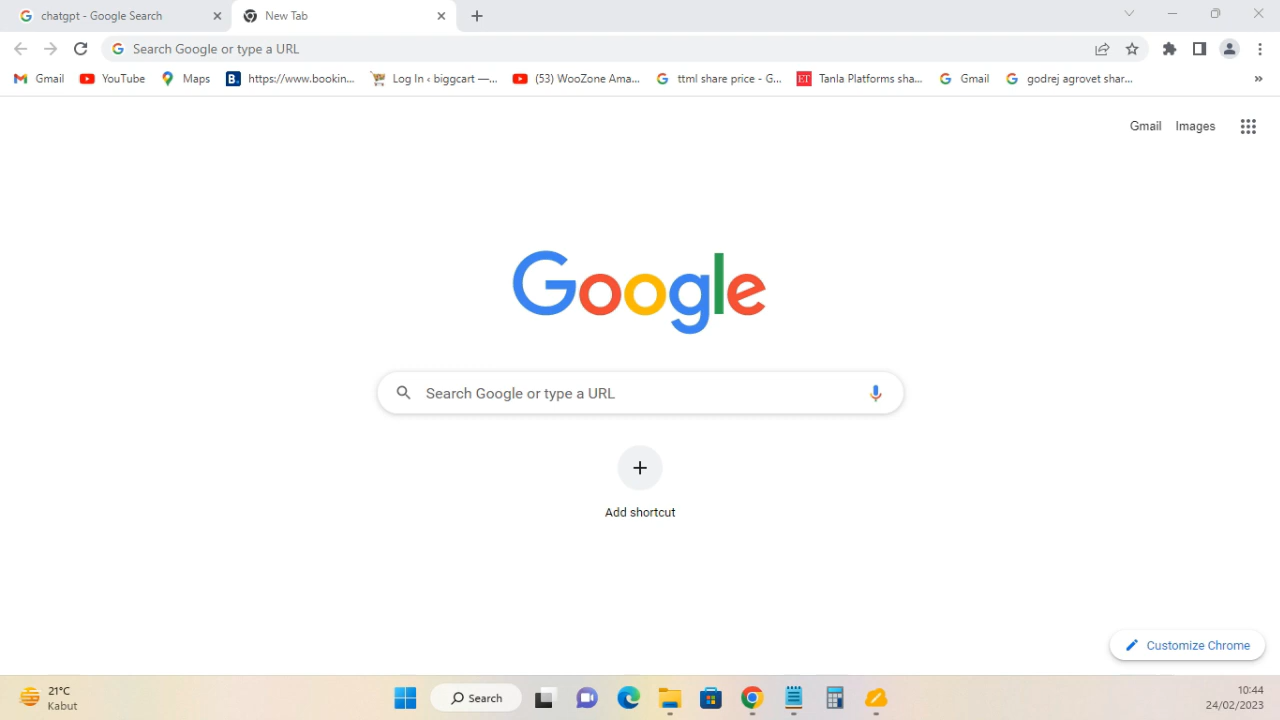 chatgpt - Google Search New Tab
Search Google or type a URL
Gmail YouTube Maps B. https://www.bookin... Log In ‹ biggcart —... (53) WooZone Ama... ttml share price - G... ET Tanla Platforms sha... Gmail godrej agrovet shar... »
Gmail Images
Google
Search Google or type a URL
Add shortcut
Customize Chrome
21°C
Kabut
Search
10:44
24/02/2023